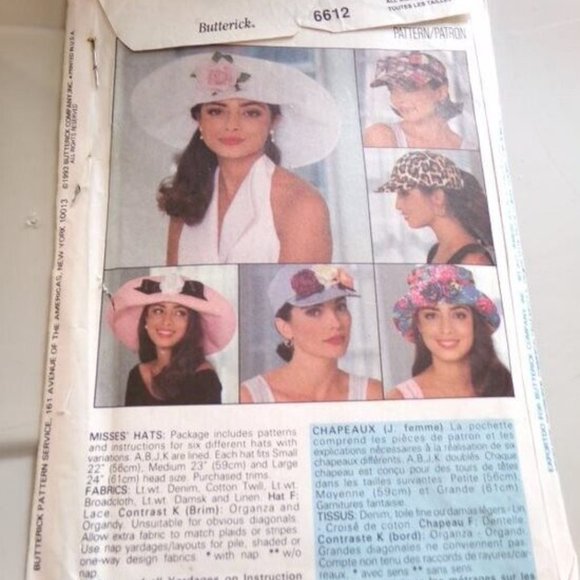 Butterick.
6612
TOUTES LES TAILLES
PATTERN/PATRON
©1993 BUTTERICK COMPANY, INC. • PRINTED IN U.S.A.
ALL RIGHTS RESERVED
BUTTERICK PATTERN SERVICE, 161 AVENUE OF THE AMERICAS, NEW YORK 10013
MISSES' HATS: Package includes patterns
and instructions for six different hats with
variations. A.B.J.K are lined. Each hat fits Small
22" (56cm), Medium 23" (59cm) and Large
24" (61cm) head size. Purchased trims.
FABRICS: Lt.wt. Denim, Cotton Twill, Lt.wt.
Broadcloth, Lt.wt. Damsk and Linen. Hat F:
Lace. Contrast K (Brim): Organza and
Organdy. Unsuitable for obvious diagonals.
Allow extra fabric to match plaids or stripes.
Use nap yardages/layouts for pile, shaded or
one-way design fabrics. * with nap. ** w/o
nap.
on Instruction
CHAPEAUX (J. femme) La pochette
comprend les pièces de patron et les
explications nécessaires à la réalisation de six
chapeaux différents. A.B.J.K doublés. Chaque
chapeau est conçu pour des tours de têtes
dans les tailles suivantes Petite (56cm)
Moyenne (59cm) et Grande (61cm)
Garnitures fantaisie.
TISSUS: Denim, toile fine ou damas légers - Lin
- Croisé de coton. Chapeau F: Dentelle
Contraste K (bord): Organza - Organdi.
Grandes diagonales ne conviennent pas.
Compte non tenu des raccords de rayures/car-
reaux. * avec sens ** sans sens.